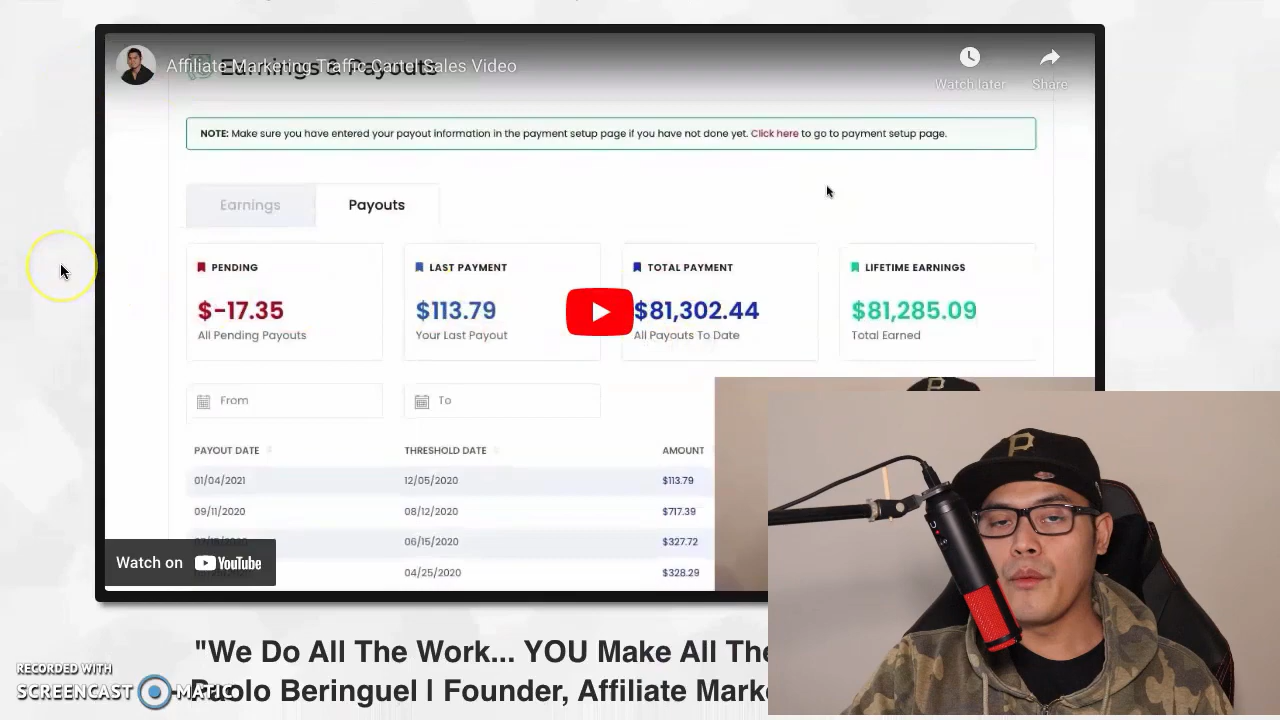 Earnings & Payouts
Affiliate Marketing Traffic Cartel Sales Video
Watch later
Share
NOTE: Make sure you have entered your payout information in the payment setup page if you have not done yet. Click here to go to payment setup page.
Earnings
Payouts
PENDING
$-17.35
All Pending Payouts
LAST PAYMENT
$113.79
Your Last Payout
TOTAL PAYMENT
$81,302.44
All Payouts To Date
LIFETIME EARNINGS
$81,285.09
Total Earned
From
To
PAYOUT DATE THRESHOLD DATE AMOUNT
01/04/2021 12/05/2020 $113.79
09/11/2020 08/12/2020 $717.39
06/15/2020 $327.72
04/25/2020 $328.29
Watch on YouTube
P
"We Do All The Work... YOU Make All The
Paolo Beringuel | Founder, Affiliate Mark
RECORDED WITH
SCREENCAST MATIC